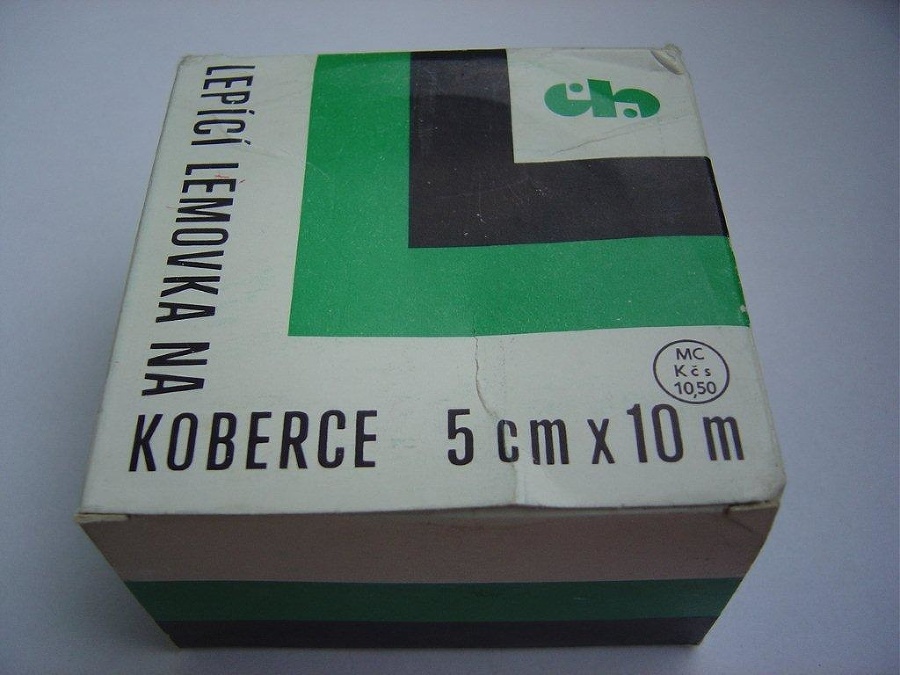 LEPÍCÍ LEMOVKA NA
KOBERCE 5 cm x 10 m
MC
Kčs
10,50